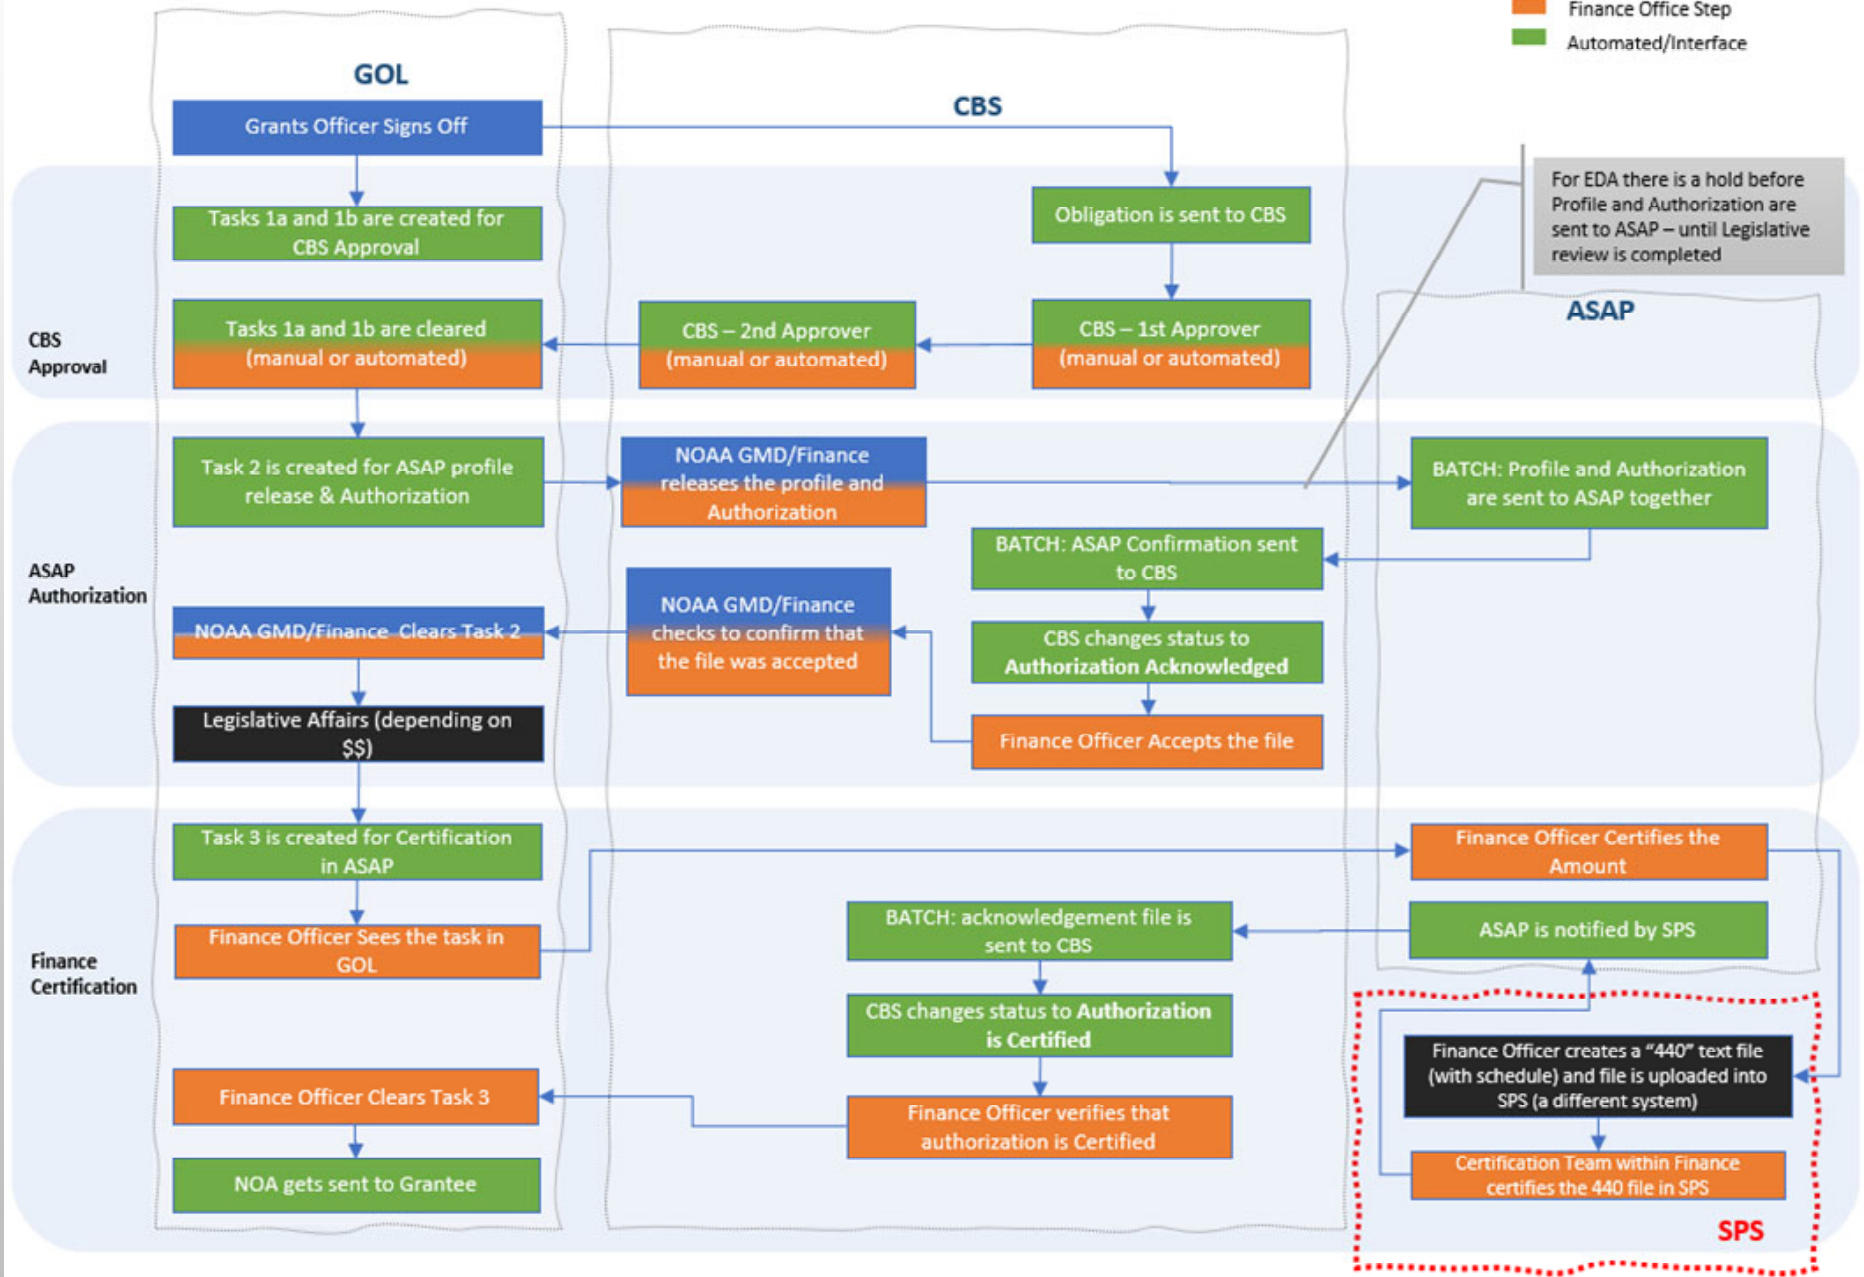 Finance Office Step
Automated/Interface
GOL
CBS
Grants Officer Signs Off
For EDA there is a hold before
Profile and Authorization are
sent to ASAP – until Legislative
review is completed
Tasks 1a and 1b are created for
CBS Approval
Obligation is sent to CBS
ASAP
CBS
Approval
Tasks 1a and 1b are cleared
(manual or automated)
CBS – 2nd Approver
(manual or automated)
CBS – 1st Approver
(manual or automated)
Task 2 is created for ASAP profile
release & Authorization
NOAA GMD/Finance
releases the profile and
Authorization
BATCH: Profile and Authorization
are sent to ASAP together
ASAP
Authorization
BATCH: ASAP Confirmation sent
to CBS
NOAA GMD/Finance Clears Task 2
NOAA GMD/Finance
checks to confirm that
the file was accepted
CBS changes status to
Authorization Acknowledged
Legislative Affairs (depending on
$$)
Finance Officer Accepts the file
Task 3 is created for Certification
in ASAP
Finance Officer Certifies the
Amount
Finance
Certification
Finance Officer Sees the task in
GOL
BATCH: acknowledgement file is
sent to CBS
ASAP is notified by SPS
CBS changes status to Authorization
is Certified
Finance Officer creates a “440” text file
(with schedule) and file is uploaded into
SPS (a different system)
Finance Officer Clears Task 3
Finance Officer verifies that
authorization is Certified
Certification Team within Finance
certifies the 440 file in SPS
NOA gets sent to Grantee
SPS